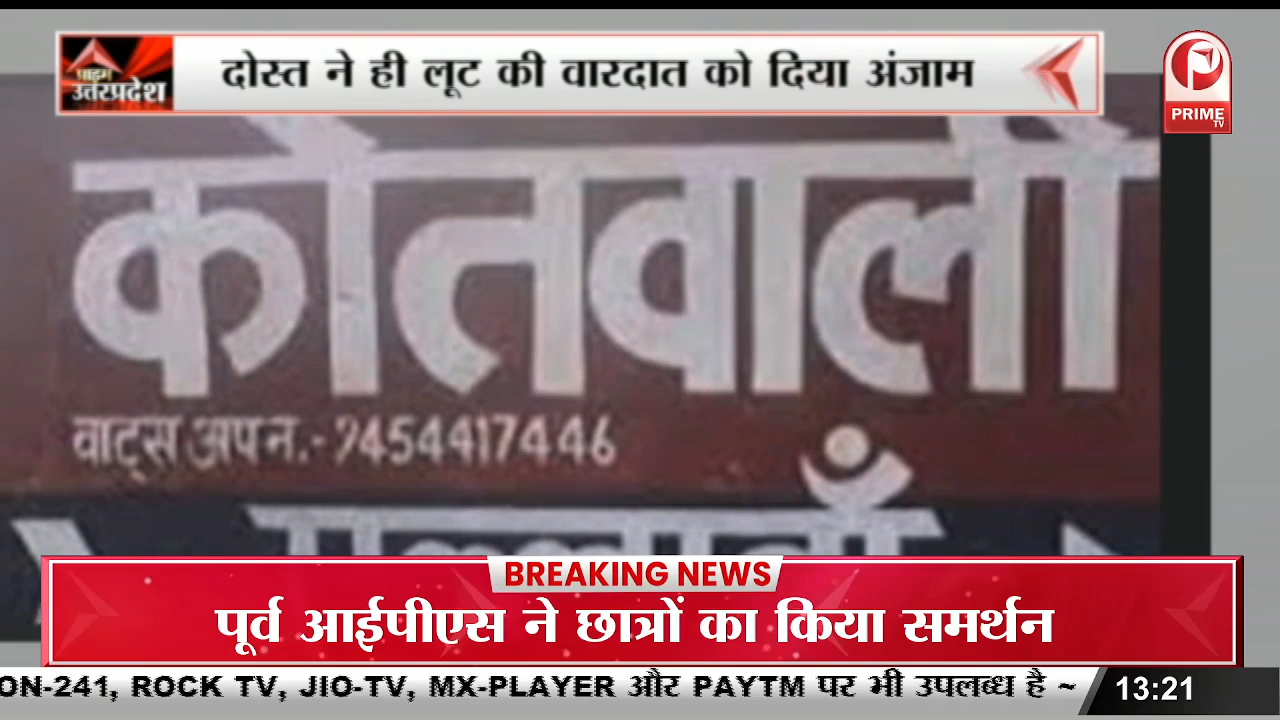 दोस्त ने ही लूट की वारदात को दिया अंजाम
प्राइम
उत्तरप्रदेश
PRIME
TV
कोतवाली
वाट्स अप न.- 9454417446
BREAKING NEWS
पूर्व आईपीएस ने छात्रों का किया समर्थन
ON-241, ROCK TV, JIO-TV, MX-PLAYER और PAYTM पर भी उपलब्ध है ~
13:21